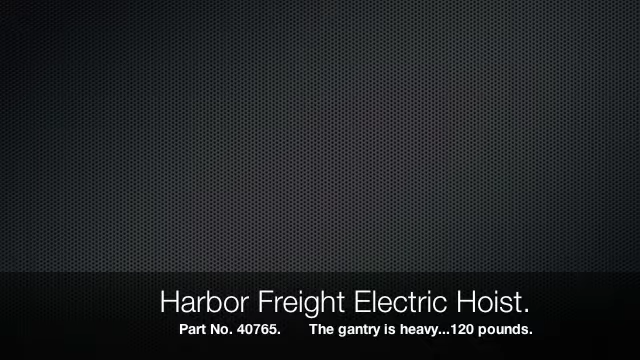 Harbor Freight Electric Hoist.
Part No. 40765. The gantry is heavy...120 pounds.